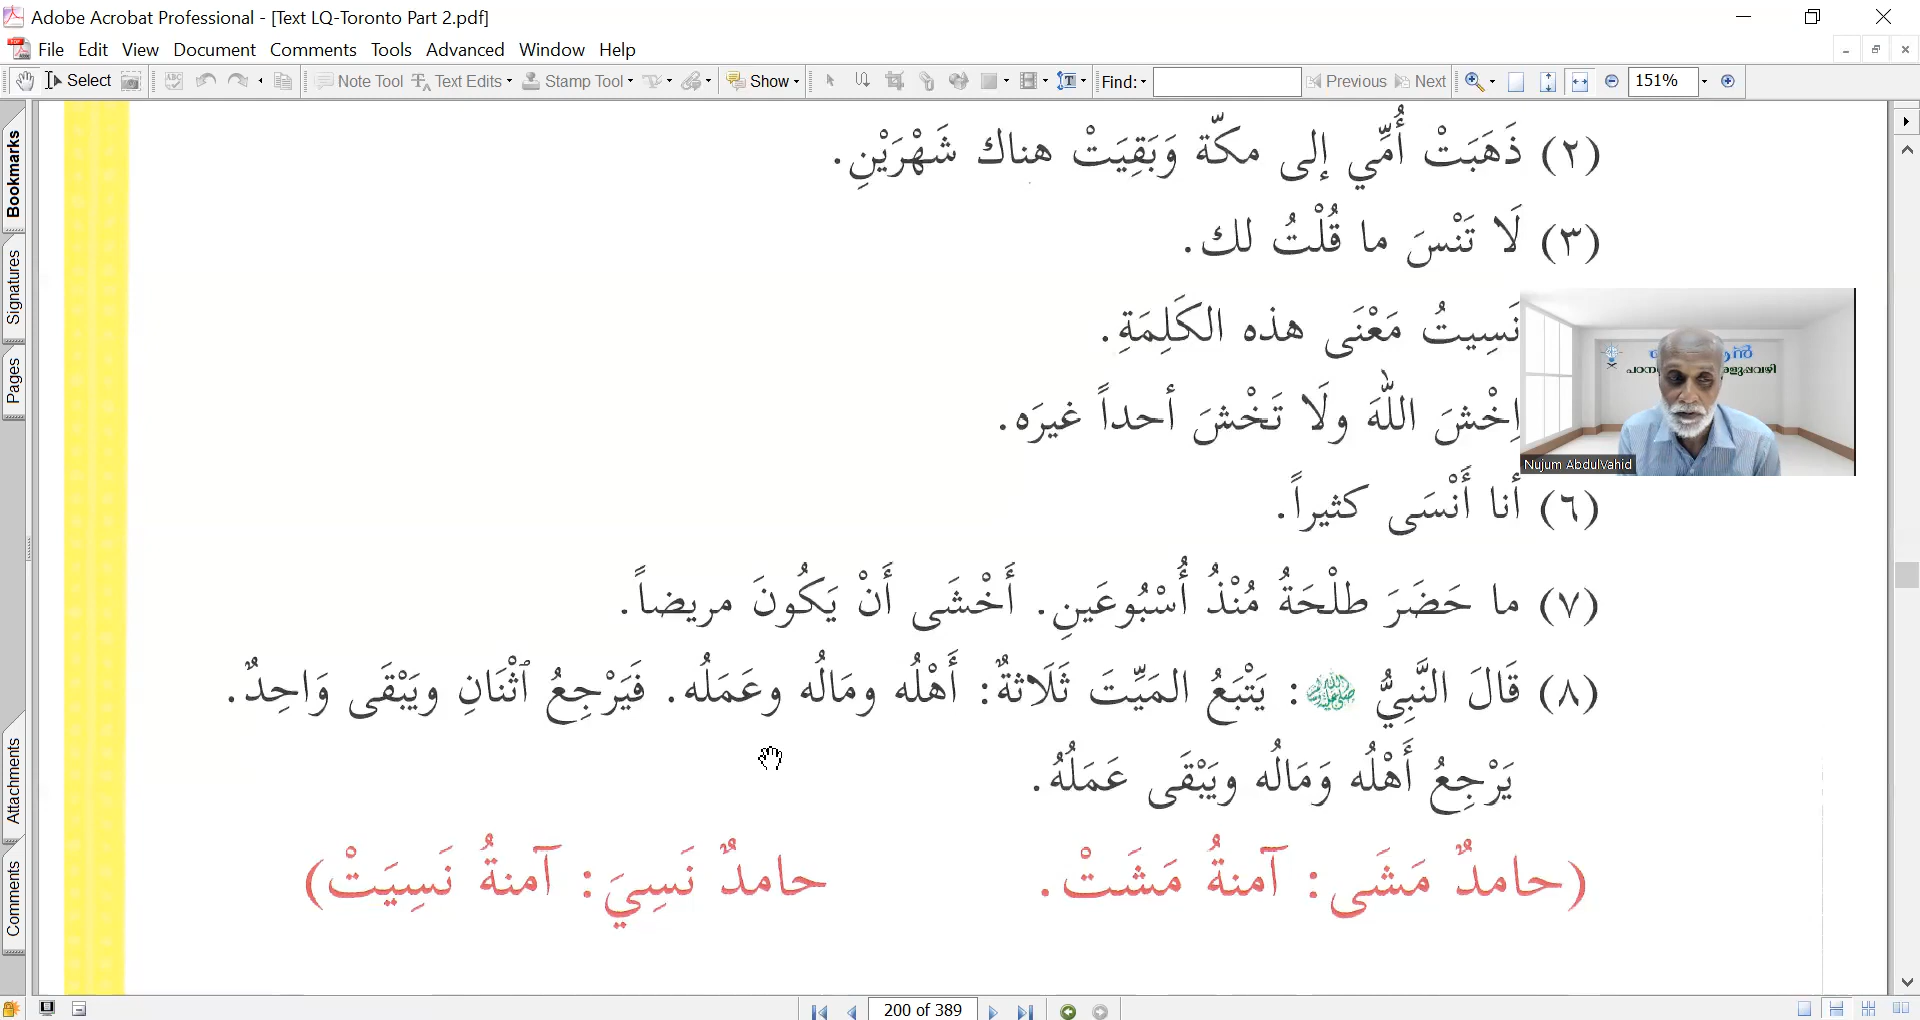 Adobe Acrobat Professional - [Text LQ-Toronto Part 2.pdf]
File Edit View Document Comments Tools Advanced Window Help
Select Note Tool Text Edits Stamp Tool Show Find: Previous Next 151%
Bookmarks
Signatures
Pages
Attachments
Comments
(٢) ذَهَبَتْ أُمِّي إلى مكّة وَبَقِيَتْ هناك شَهْرَيْنِ.
(٣) لَا تَنْسَ ما قُلْتُ لك.
نَسِيتُ مَعْنَى هذه الكَلِمَةِ.
اِخْشَ اللهَ ولَا تَخْشَ أحداً غيرَه.
(٦) أنا أَنْسَى كثيراً.
(٧) ما حَضَرَ طلْحَةُ مُنْذُ أُسْبُوعَينِ. أَخْشَى أَنْ يَكُونَ مريضاً.
(٨) قَالَ النَّبِيُّ ﷺ: يَتْبَعُ المَيِّتَ ثَلَاثةٌ: أَهْلُه ومَالُه وعَمَلُه. فَيَرْجِعُ ٱثْنَانِ ويَبْقَى وَاحِدٌ.
يَرْجِعُ أَهْلُه وَمَالُه ويَبْقَى عَمَلُهُ.
(حامدٌ مَشَى: آمنةُ مَشَتْ. حامدٌ نَسِيَ: آمنةُ نَسِيَتْ)
Nujum AbdulVahid
200 of 389